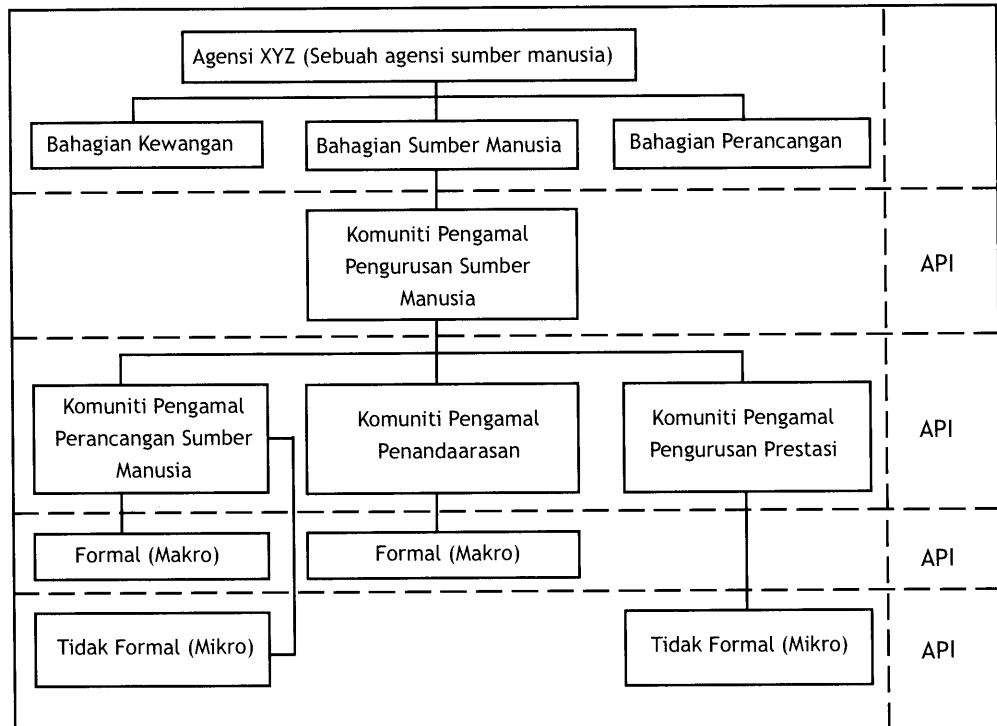 Agensi XYZ (Sebuah agensi sumber manusia)
Bahagian Kewangan
Bahagian Sumber Manusia
Bahagian Perancangan
Komuniti Pengamal
Pengurusan Sumber
Manusia
API
Komuniti Pengamal
Perancangan Sumber
Manusia
Komuniti Pengamal
Penandaarasan
Komuniti Pengamal
Pengurusan Prestasi
API
Formal (Makro)
Formal (Makro)
API
Tidak Formal (Mikro)
Tidak Formal (Mikro)
API